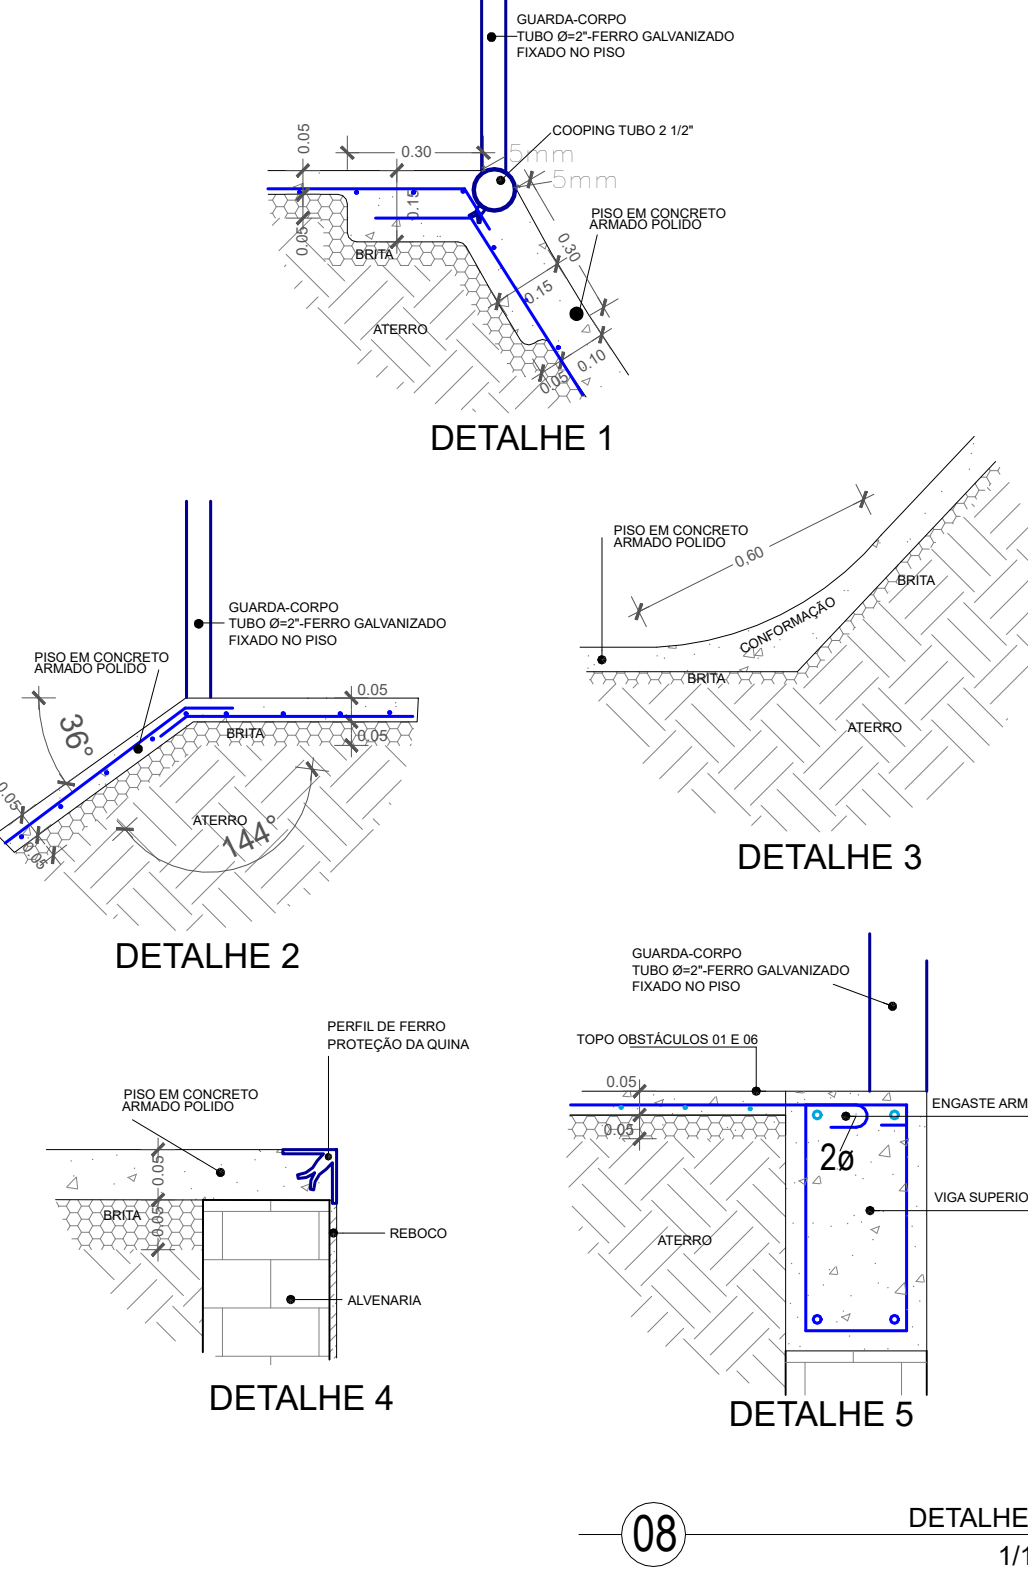 GUARDA-CORPO
TUBO Ø=2"-FERRO GALVANIZADO
FIXADO NO PISO
COOPING TUBO 2 1/2"
0.05
0.30
5mm
5mm
0.15
PISO EM CONCRETO
ARMADO POLIDO
0.05
BRITA
0.30
0.15
ATERRO
0.10
0.05
DETALHE 1
PISO EM CONCRETO
ARMADO POLIDO
0,60
BRITA
CONFORMAÇÃO
BRITA
ATERRO
DETALHE 3
GUARDA-CORPO
TUBO Ø=2"-FERRO GALVANIZADO
FIXADO NO PISO
PISO EM CONCRETO
ARMADO POLIDO
0.05
36°
BRITA
0.05
0.05
ATERRO
144°
0.05
DETALHE 2
GUARDA-CORPO
TUBO Ø=2"-FERRO GALVANIZADO
FIXADO NO PISO
TOPO OBSTÁCULOS 01 E 06
0.05
ENGASTE ARM
0.05
2ø
VIGA SUPERIO
ATERRO
DETALHE 5
PERFIL DE FERRO
PROTEÇÃO DA QUINA
PISO EM CONCRETO
ARMADO POLIDO
0.05
BRITA
0.05
REBOCO
ALVENARIA
DETALHE 4
08
DETALHE
1/1